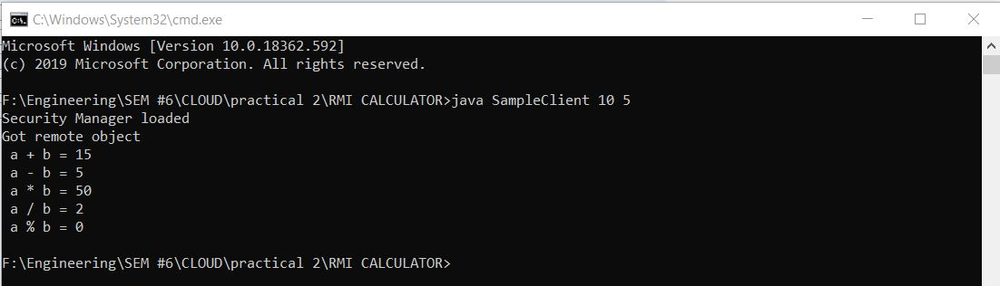 C:\Windows\System32\cmd.exe
Microsoft Windows [Version 10.0.18362.592]
(c) 2019 Microsoft Corporation. All rights reserved.
F:\Engineering\SEM #6\CLOUD\practical 2\RMI CALCULATOR>java SampleClient 10 5
Security Manager loaded
Got remote object
a + b = 15
a - b = 5
a * b = 50
a / b = 2
a % b = 0
F:\Engineering\SEM #6\CLOUD\practical 2\RMI CALCULATOR>